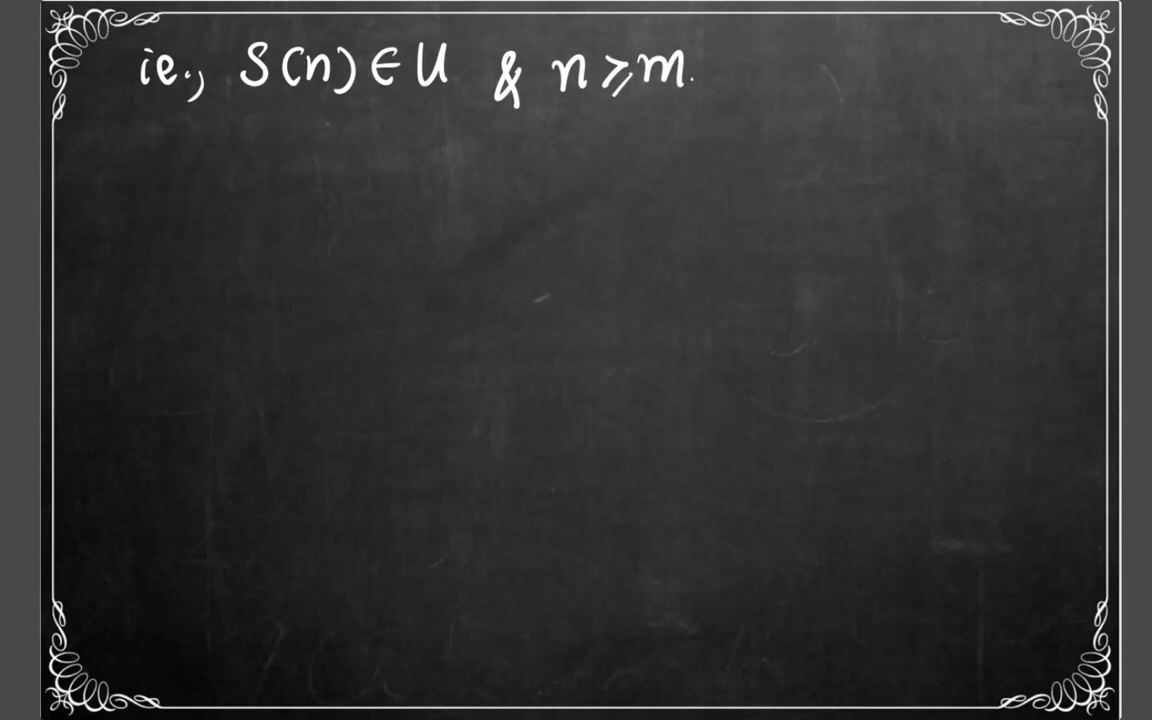 ie., S(n) ∈ U & n ⩾ m.